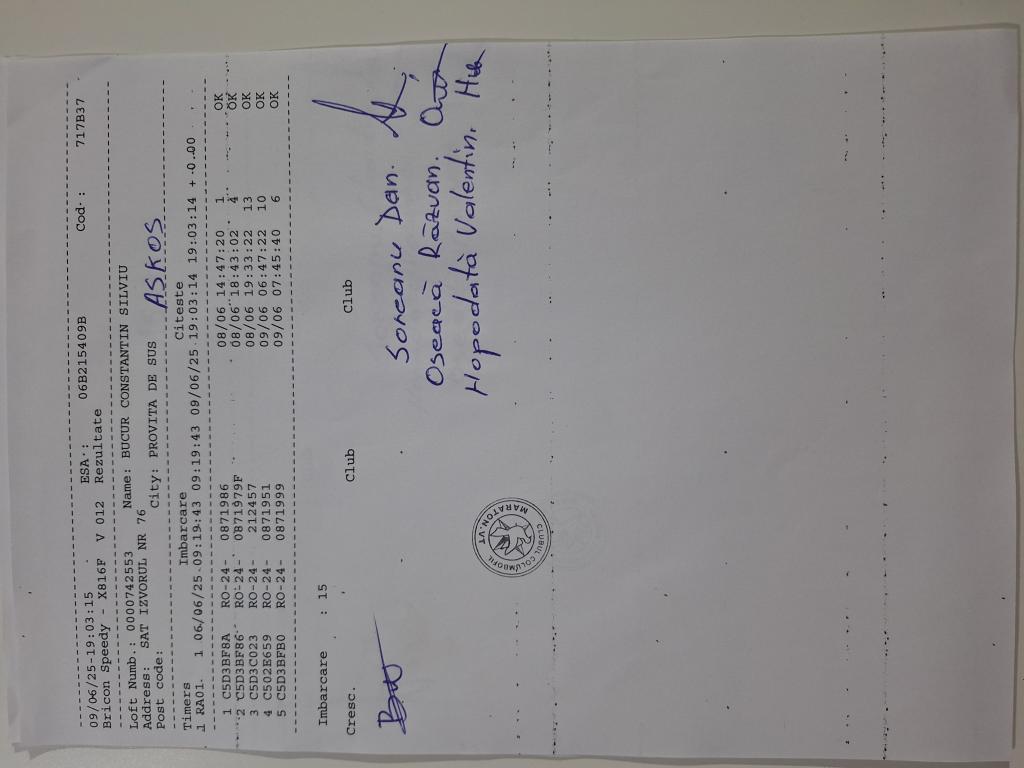 09/06/25-19:03:15 ESA : 06B215409B Cod : 717B37
Bricon Speedy - X816F V 012 Rezultate
Loft Numb.: 0000742553 Name: BUCUR CONSTANTIN SILVIU
Address: SAT IZVORUL NR 76 City: PROVITA DE SUS
Post code:
ASKOS
Timers Imbarcare Citeste
1 RA01. 1 06/06/25 09:19:43 09:19:43 09/06/25 19:03:14 19:03:14 + 0.00
1 C5D3BF8A RO-24- 0871986 08/06 14:47:20 1 OK
2 C5D3BF86 RO-24- 0871979F 08/06 18:43:02 4 OK
3 C5D3C023 RO-24- 212457 08/06 19:33:22 13 OK
4 C502E659 RO-24- 0871951 09/06 06:47:22 10 OK
5 C5D3BFB0 RO-24- 0871999 09/06 07:45:40 6 OK
Imbarcare : 15
Cresc. Club Club
Soreanu Dan.
Oseacă Răzvan.
Hopodată Valentin.
CLUBUL COLUMBOFIL
MARATON.VT